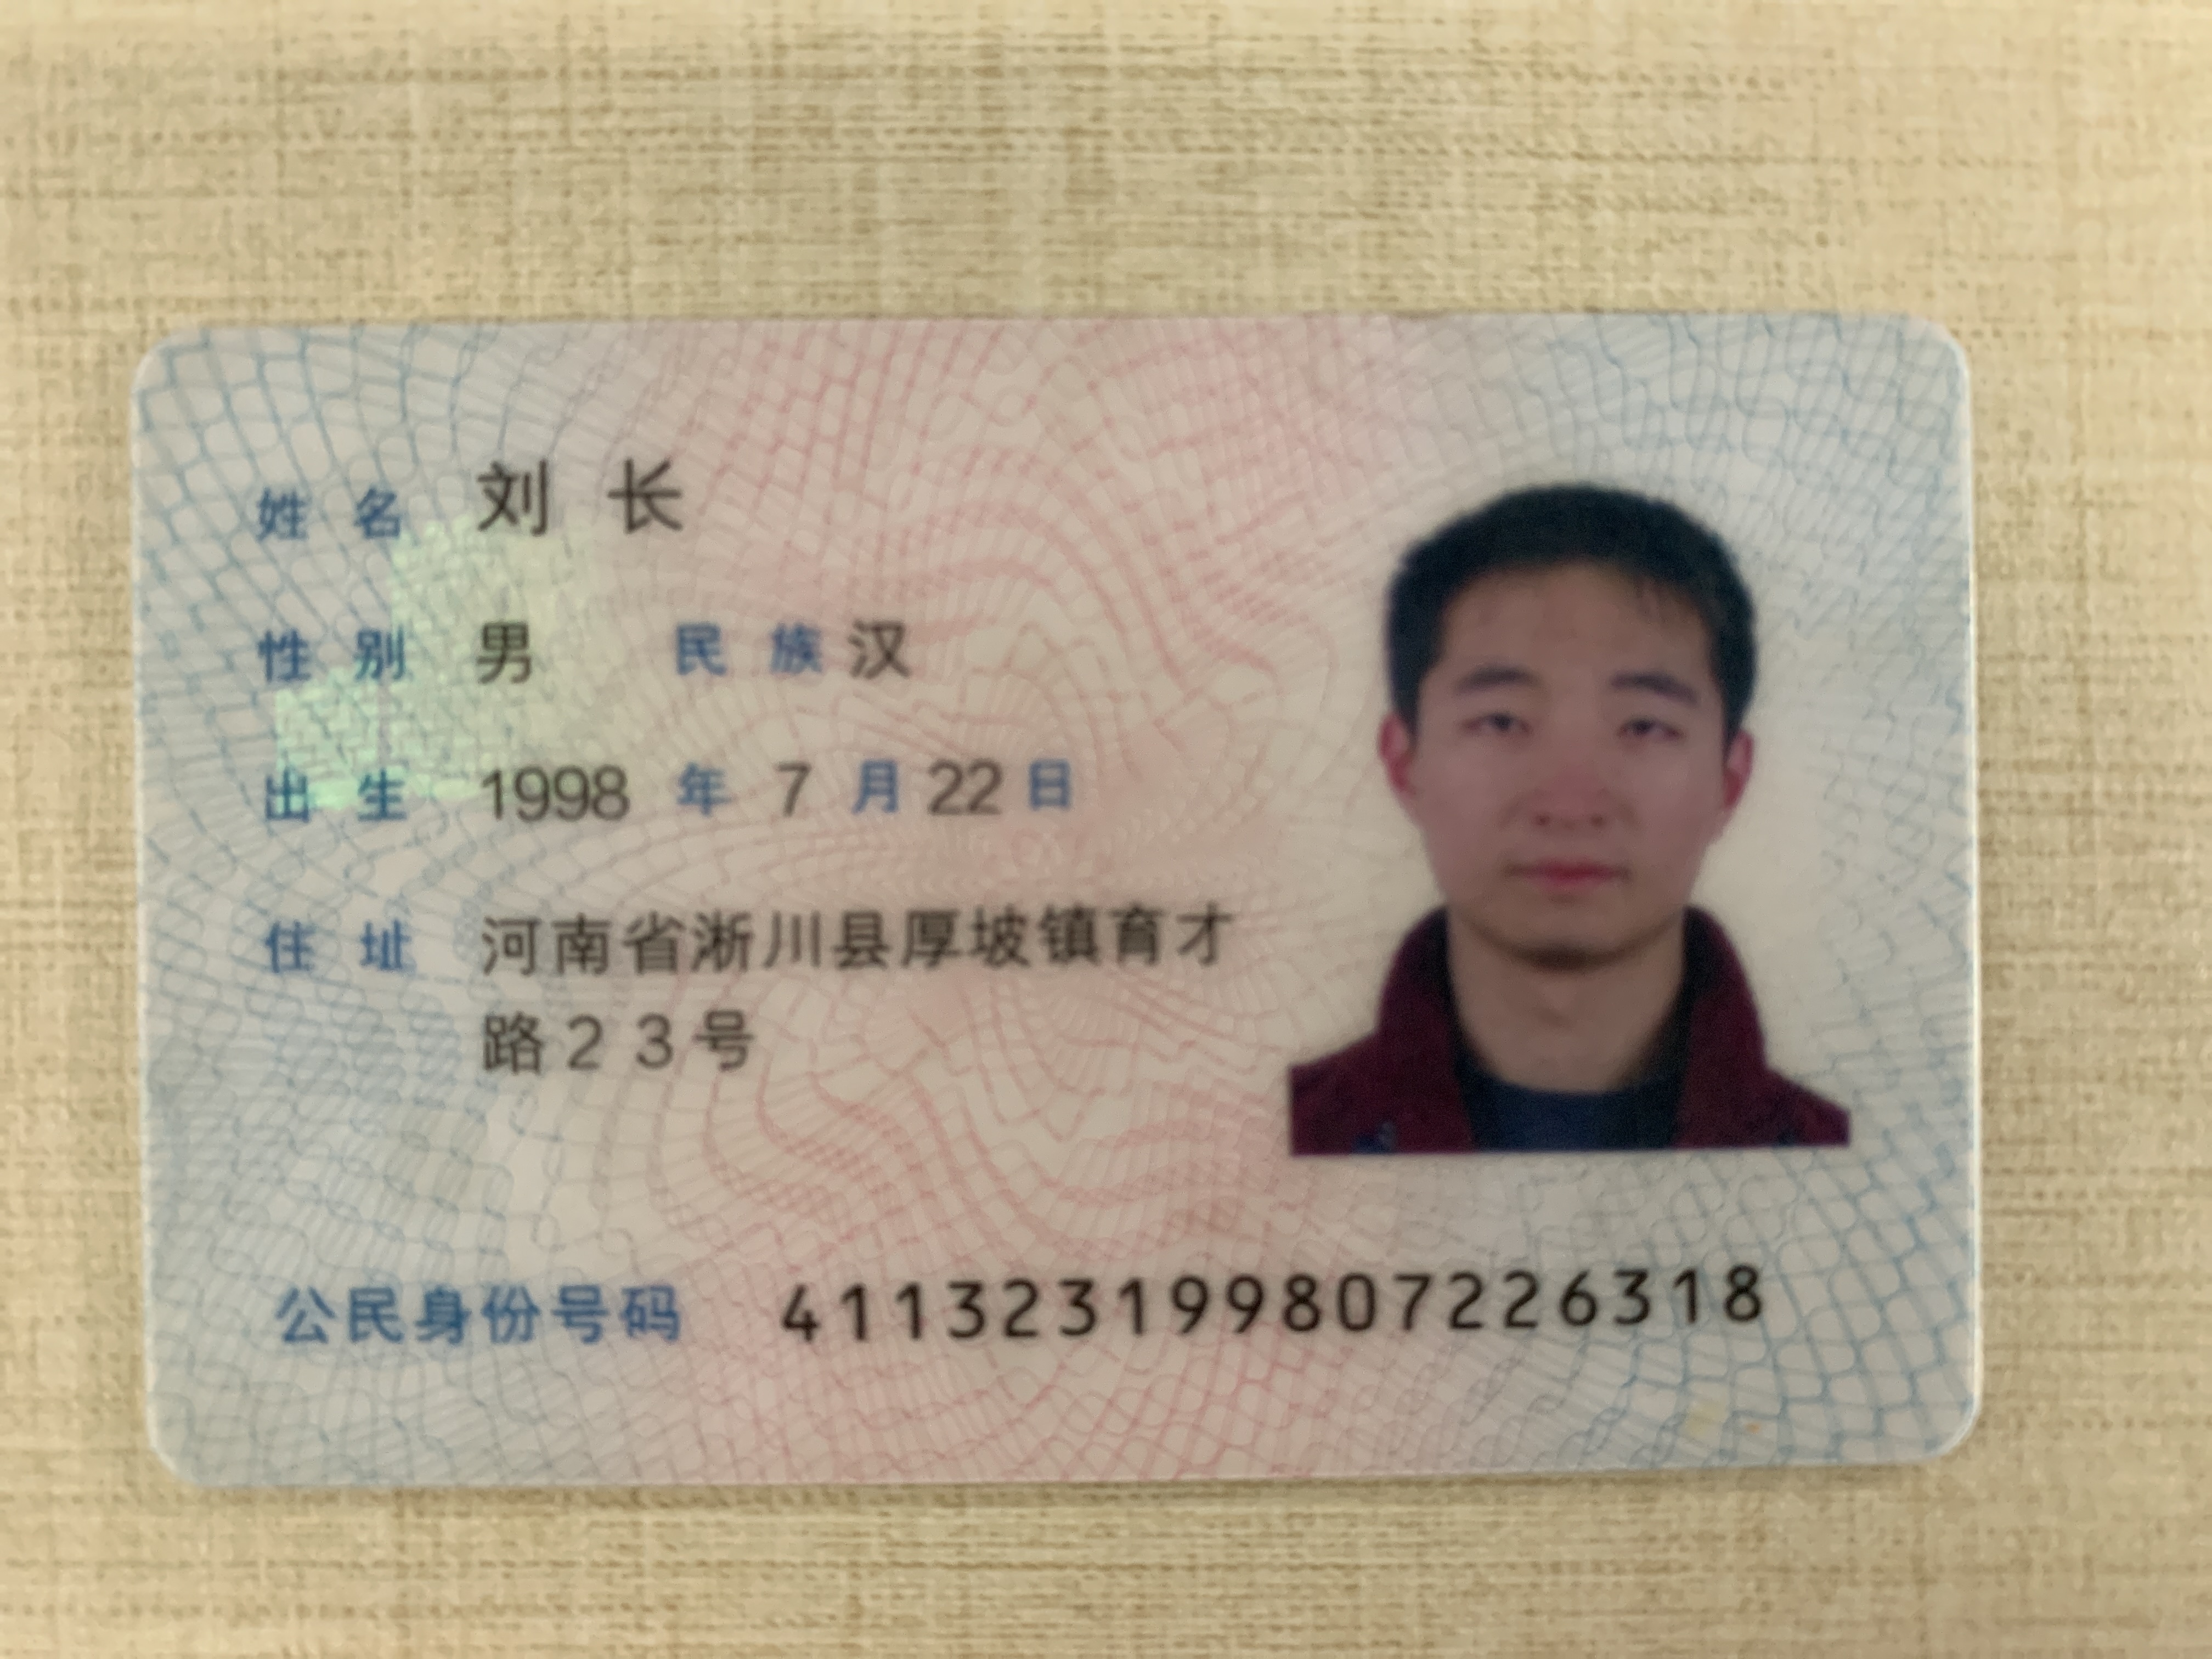 姓名 刘长
性别 男 民族 汉
出生 1998 年 7 月 22 日
住址 河南省淅川县厚坡镇育才
路23号
公民身份号码 411323199807226318